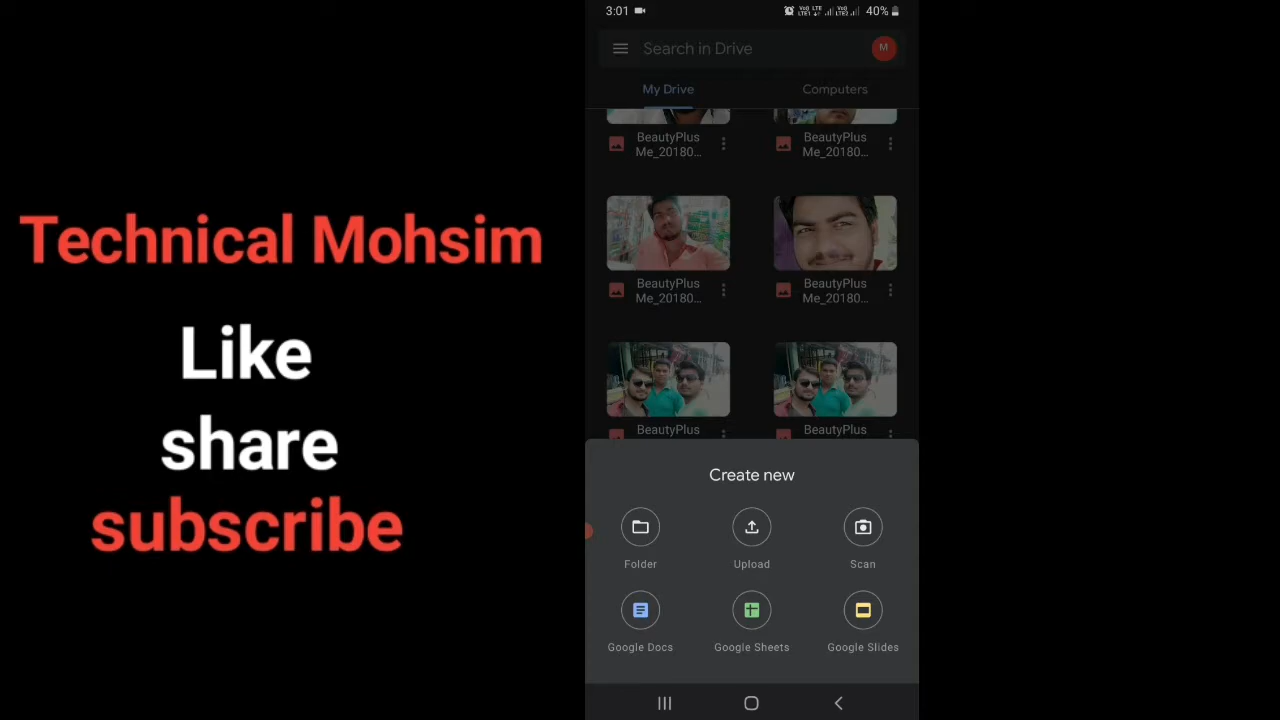 Technical Mohsim
Like
share
subscribe
3:01
40%
Search in Drive
M
My Drive
Computers
BeautyPlus
Me_20180...
BeautyPlus
Me_20180...
BeautyPlus
Me_20180...
BeautyPlus
Me_20180...
BeautyPlus
BeautyPlus
Create new
Folder
Upload
Scan
Google Docs
Google Sheets
Google Slides